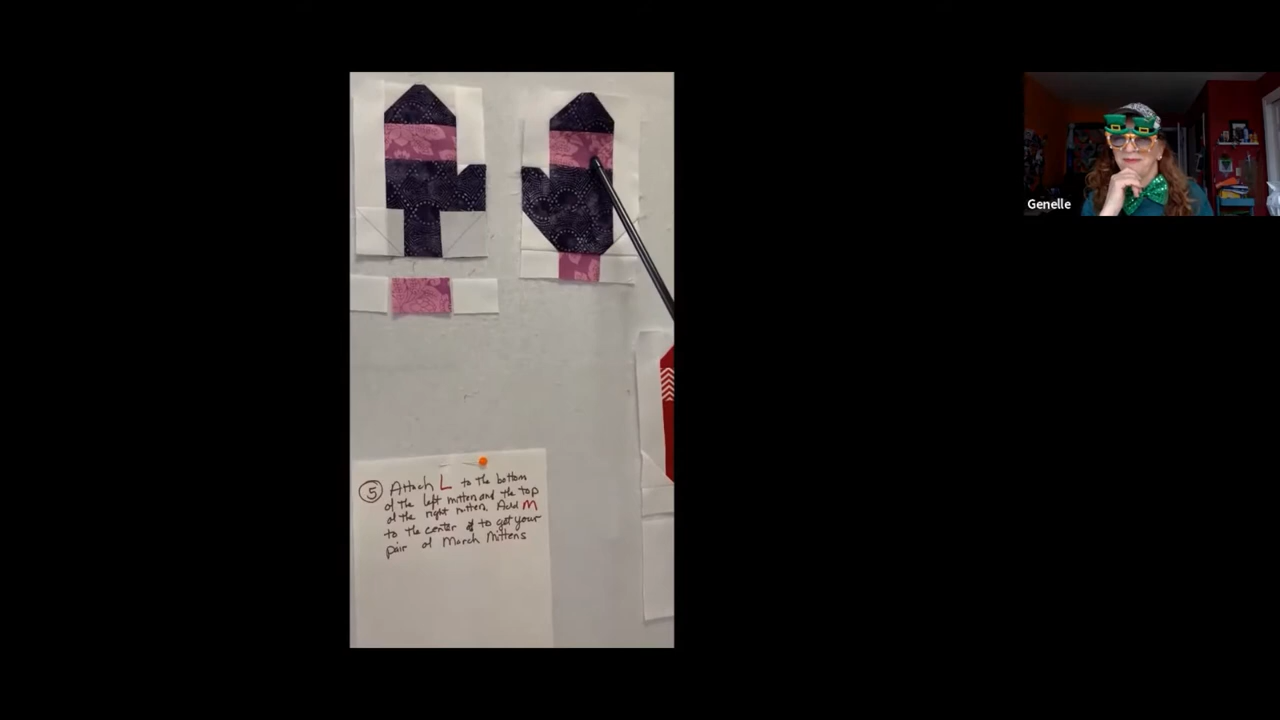 Genelle
5 Attach L to the bottom
of the left mitten and the top
of the right mitten. Add M
to the center to get your
pair of March Mittens